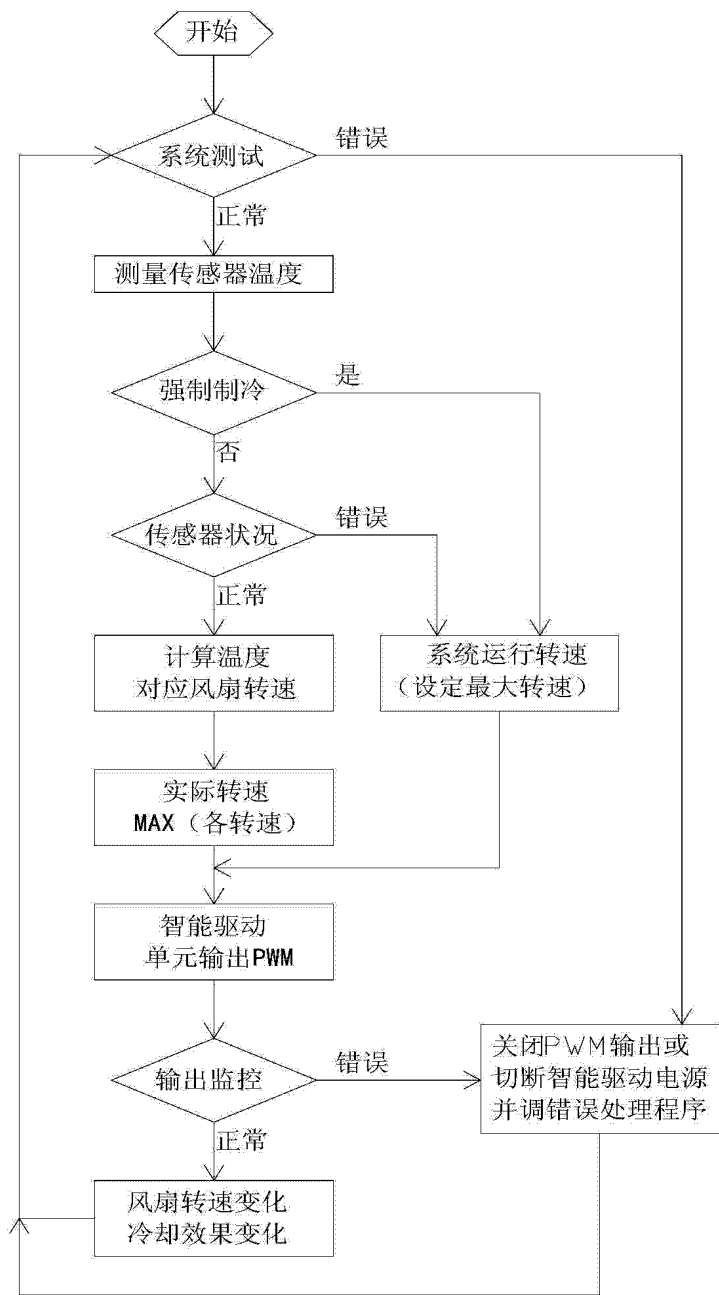 开始
系统测试
错误
正常
测量传感器温度
强制制冷
是
否
传感器状况
错误
正常
计算温度
对应风扇转速
系统运行转速
（设定最大转速）
实际转速
MAX（各转速）
智能驱动
单元输出PWM
输出监控
错误
关闭PWM输出或
切断智能驱动电源
并调错误处理程序
正常
风扇转速变化
冷却效果变化